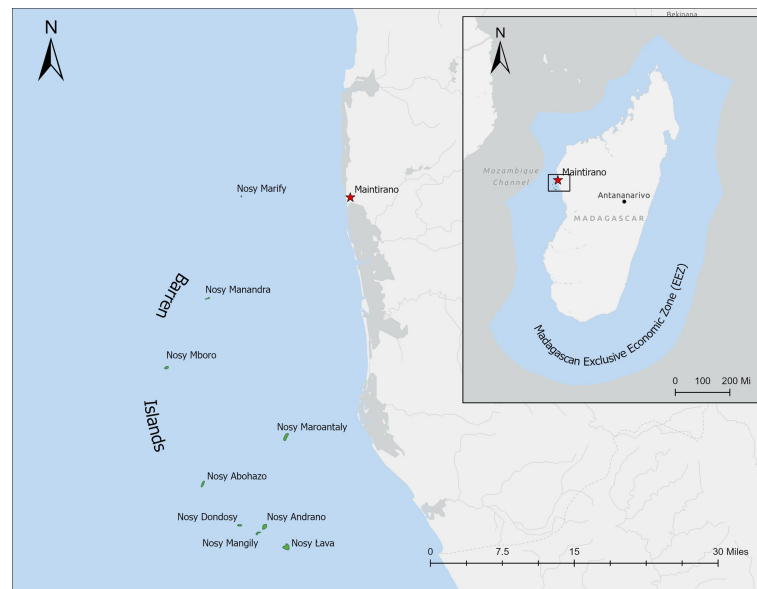 N
Bekipana
N
Maintirano
Mozambique
Channel
Antananarivo
MADAGASCAR
Madagascan Exclusive Economic Zone (EEZ)
0 100 200 Mi
Nosy Marify
Maintirano
Barren
Nosy Manandra
Nosy Mboro
Islands
Nosy Maroantaly
Nosy Abohazo
Nosy Dondosy
Nosy Andrano
Nosy Mangily
Nosy Lava
0 7.5 15 30 Miles